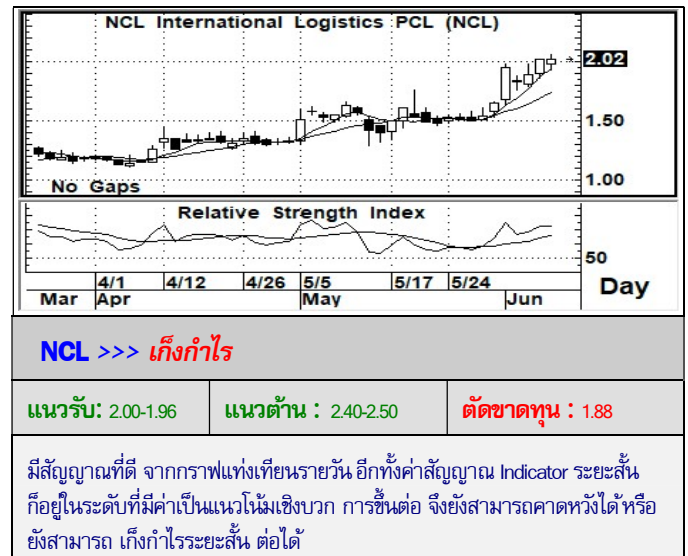 NCL International Logistics PCL (NCL)
2.02
1.50
1.00
No Gaps
Relative Strength Index
50
4/1 4/12 4/26 5/5 5/17 5/24
Mar Apr May Jun
Day
NCL >>> เก็งกำไร
แนวรับ: 2.00-1.96 แนวต้าน : 2.40-2.50 ตัดขาดทุน : 1.88
มีสัญญาณที่ดี จากกราฟแท่งเทียนรายวัน อีกทั้งค่าสัญญาณ Indicator ระยะสั้น
ก็อยู่ในระดับที่มีค่าเป็นแนวโน้มเชิงบวก การขึ้นต่อ จึงยังสามารถคาดหวังได้ หรือ
ยังสามารถ เก็งกำไรระยะสั้น ต่อได้